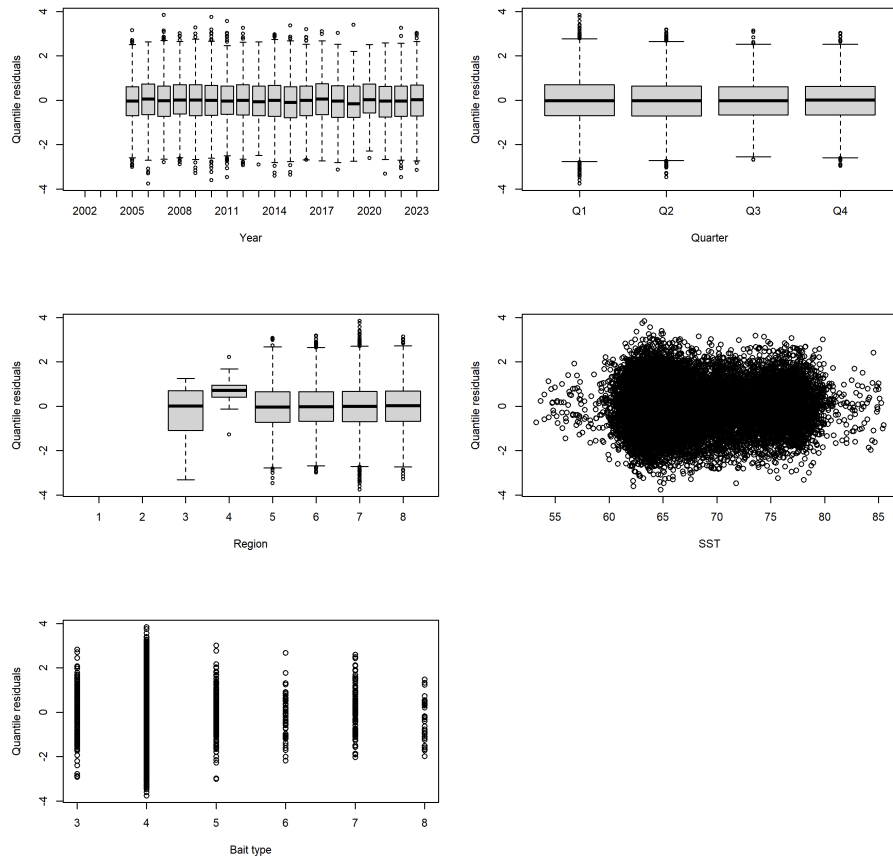 Quantile residuals
4
2
0
-2
-4
2002 2005 2008 2011 2014 2017 2020 2023
Year
Quantile residuals
4
2
0
-2
-4
Q1 Q2 Q3 Q4
Quarter
Quantile residuals
4
2
0
-2
-4
1 2 3 4 5 6 7 8
Region
Quantile residuals
4
2
0
-2
-4
55 60 65 70 75 80 85
SST
Quantile residuals
4
2
0
-2
-4
3 4 5 6 7 8
Bait type